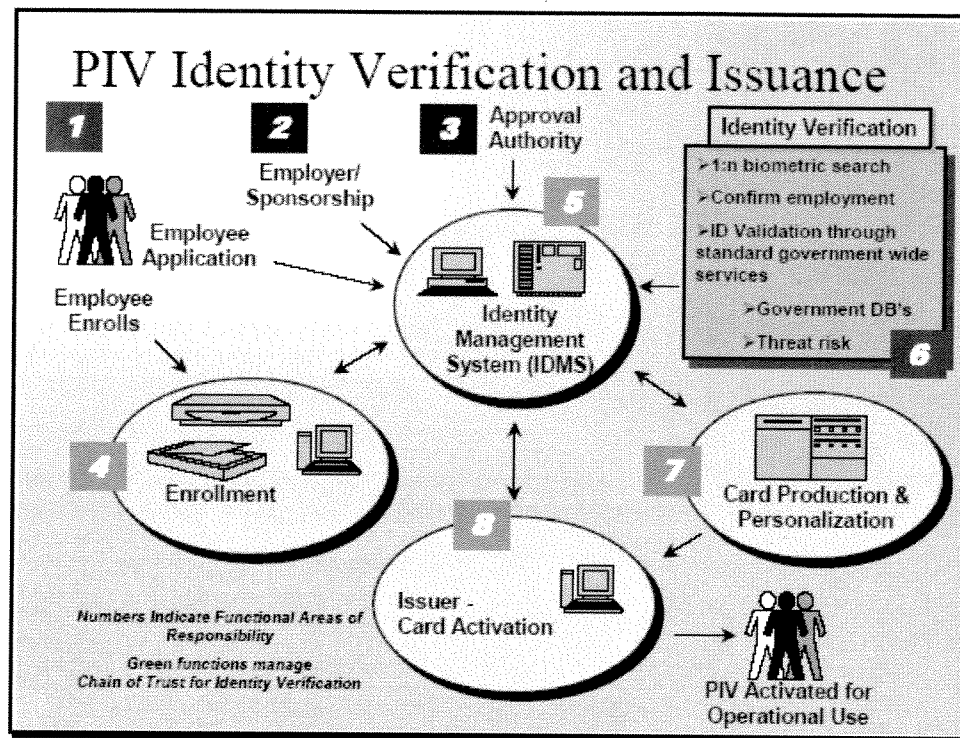 PIV Identity Verification and Issuance
1
2
3
Approval
Authority
Employer/
Sponsorship
Employee
Application
Employee
Enrolls
Identity Verification
➢1:n biometric search
➢Confirm employment
➢ID Validation through
standard government wide
services
➢Government DB's
➢Threat risk
6
5
Identity
Management
System (IDMS)
4
Enrollment
7
Card Production &
Personalization
8
Issuer -
Card Activation
Numbers Indicate Functional Areas of
Responsibility
Green functions manage
Chain of Trust for Identity Verification
PIV Activated for
Operational Use